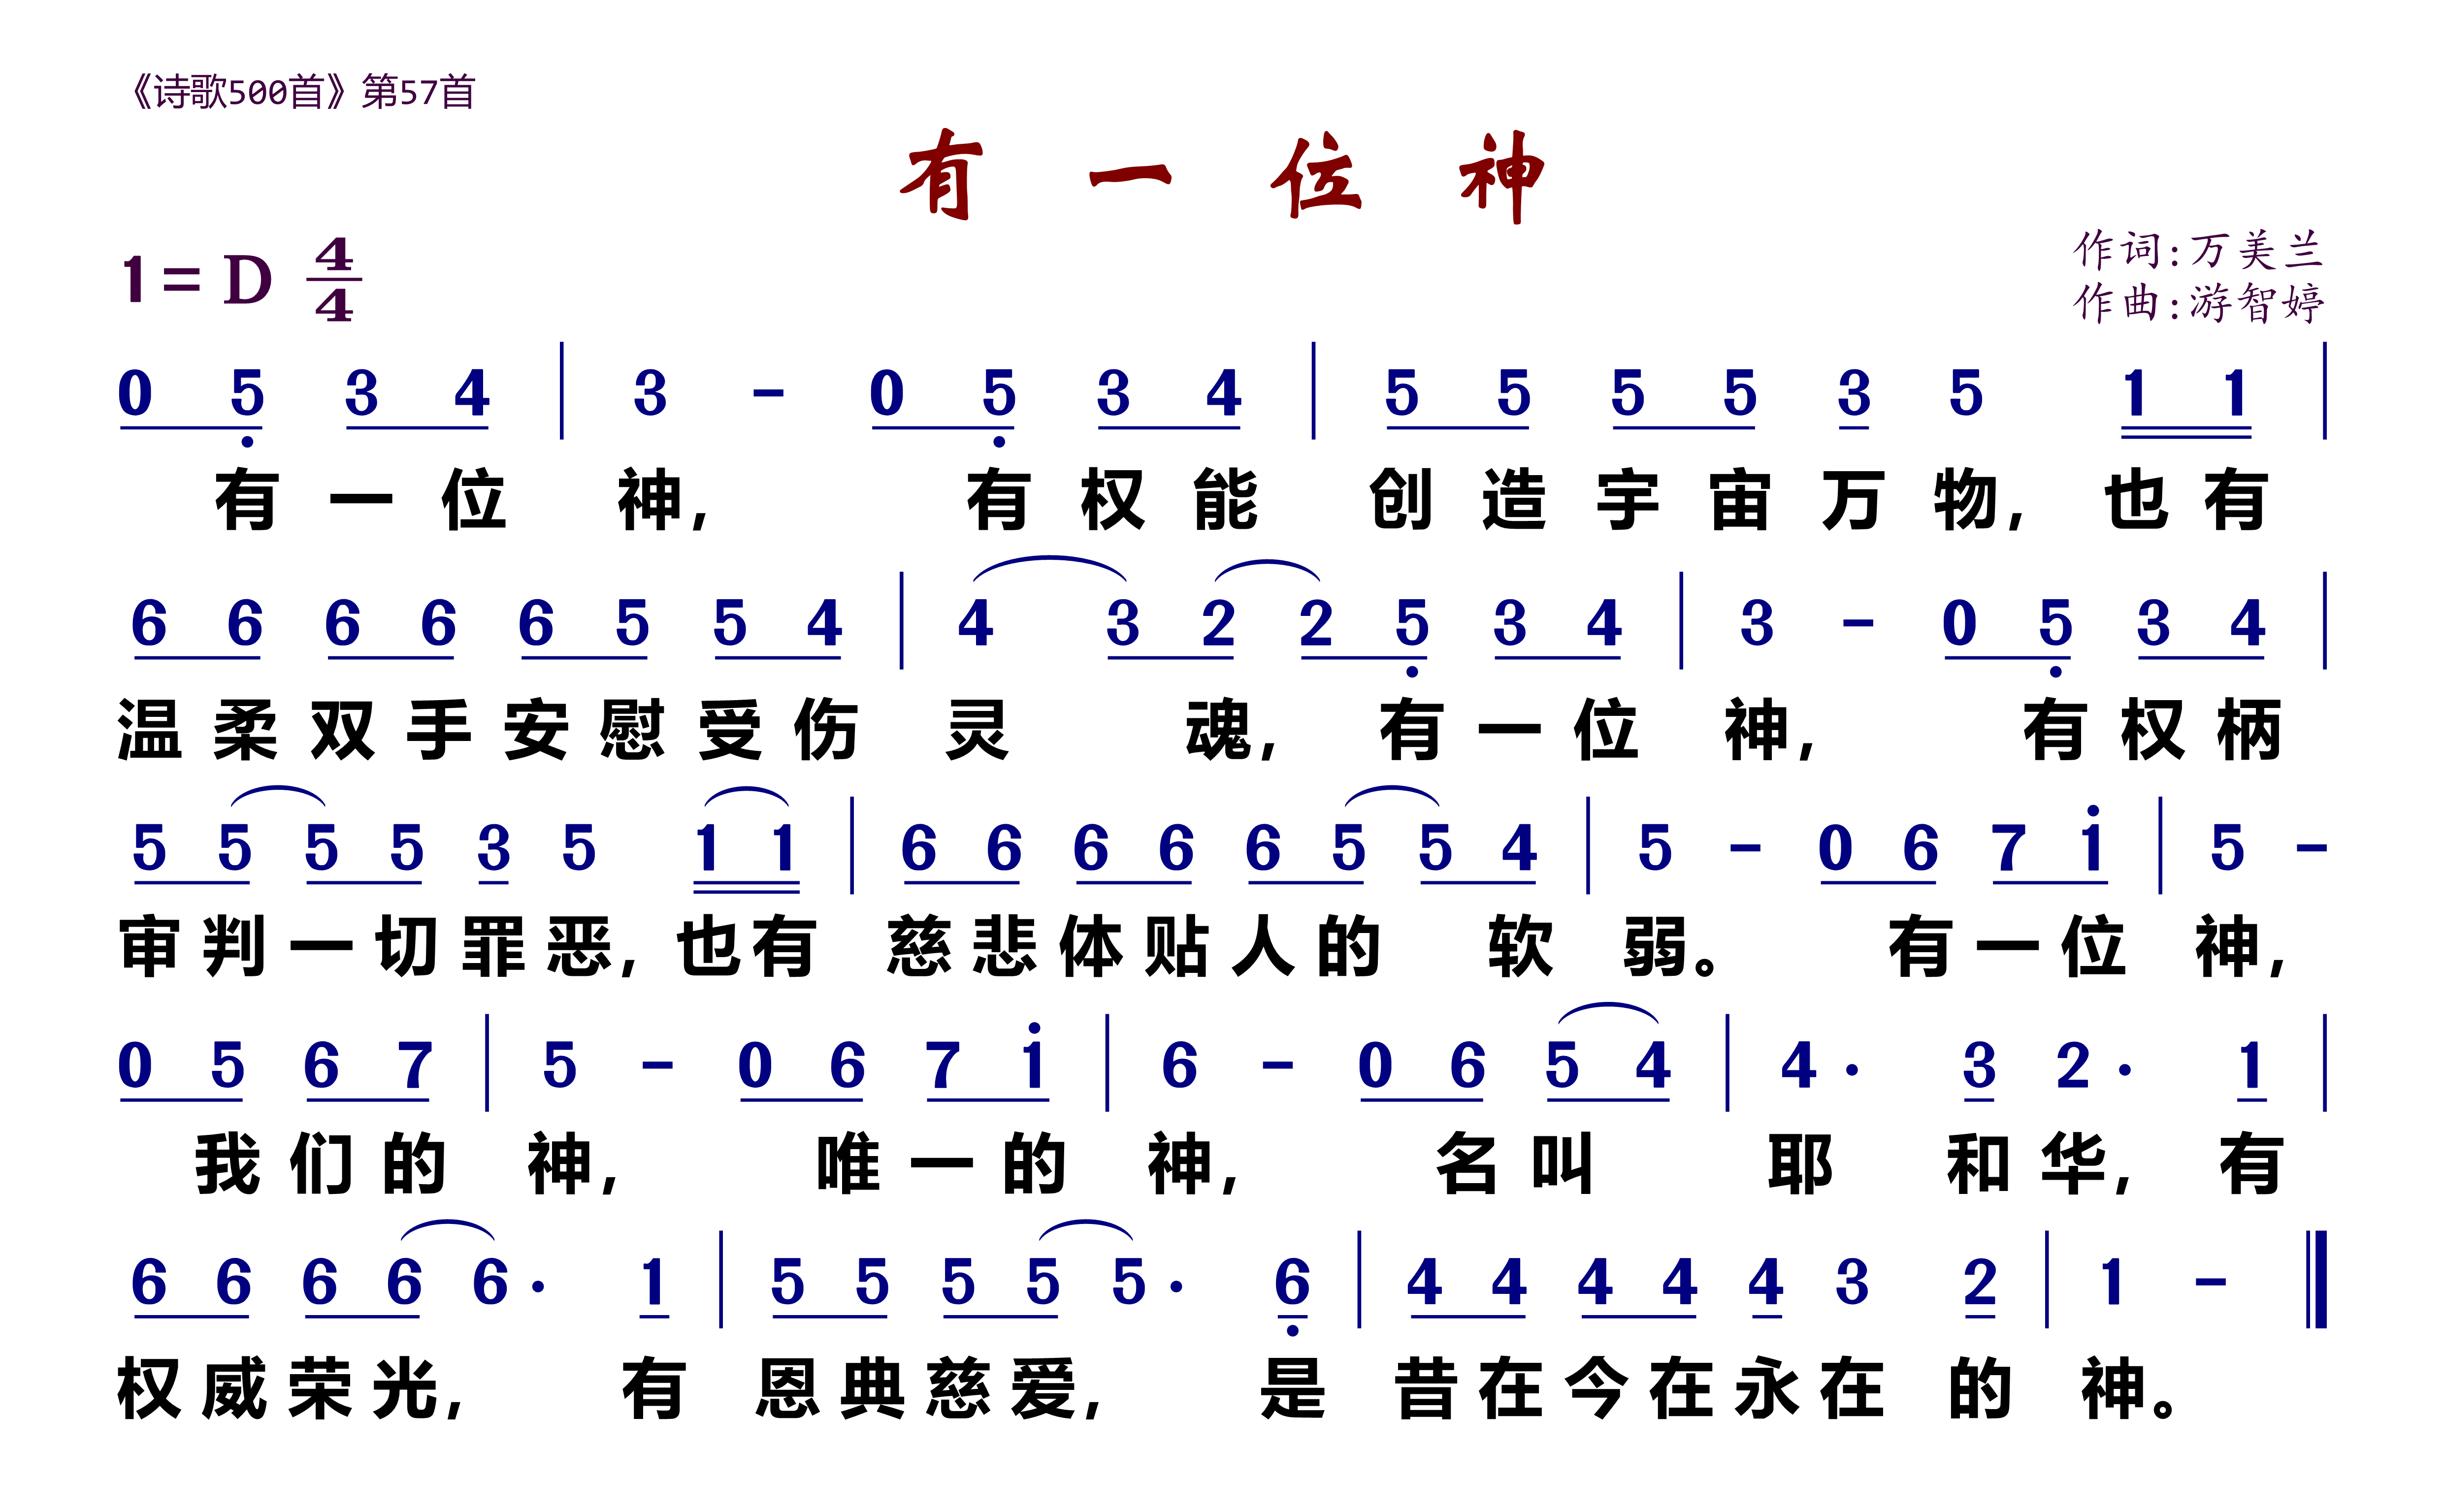 《诗歌500首》第57首
有一位神
1= D 4/4
作词:万美兰
作曲:游智婷
0 5̣ 3 4 | 3 - 0 5̣ 3 4 | 5 5 5 5 3 5 1 1 |
有一位神, 有权能创造宇宙万物, 也有
6 6 6 6 6 5 5 4 | 4 3 2 2 5̣ 3 4 | 3 - 0 5̣ 3 4 |
温柔双手安慰受伤灵魂, 有一位神, 有权柄
5 5 5 5 3 5 1 1 | 6 6 6 6 6 5 5 4 | 5 - 0 6 7 1̇ | 5 -
审判一切罪恶, 也有慈悲体贴人的软弱。 有一位神,
0 5 6 7 | 5 - 0 6 7 1̇ | 6 - 0 6 5 4 | 4· 3 2· 1 |
我们的神, 唯一的神, 名叫耶和华, 有
6 6 6 6 6· 1 | 5 5 5 5 5· 6̣ | 4 4 4 4 4 3 2 | 1 - ‖
权威荣光, 有恩典慈爱, 是昔在今在永在的神。